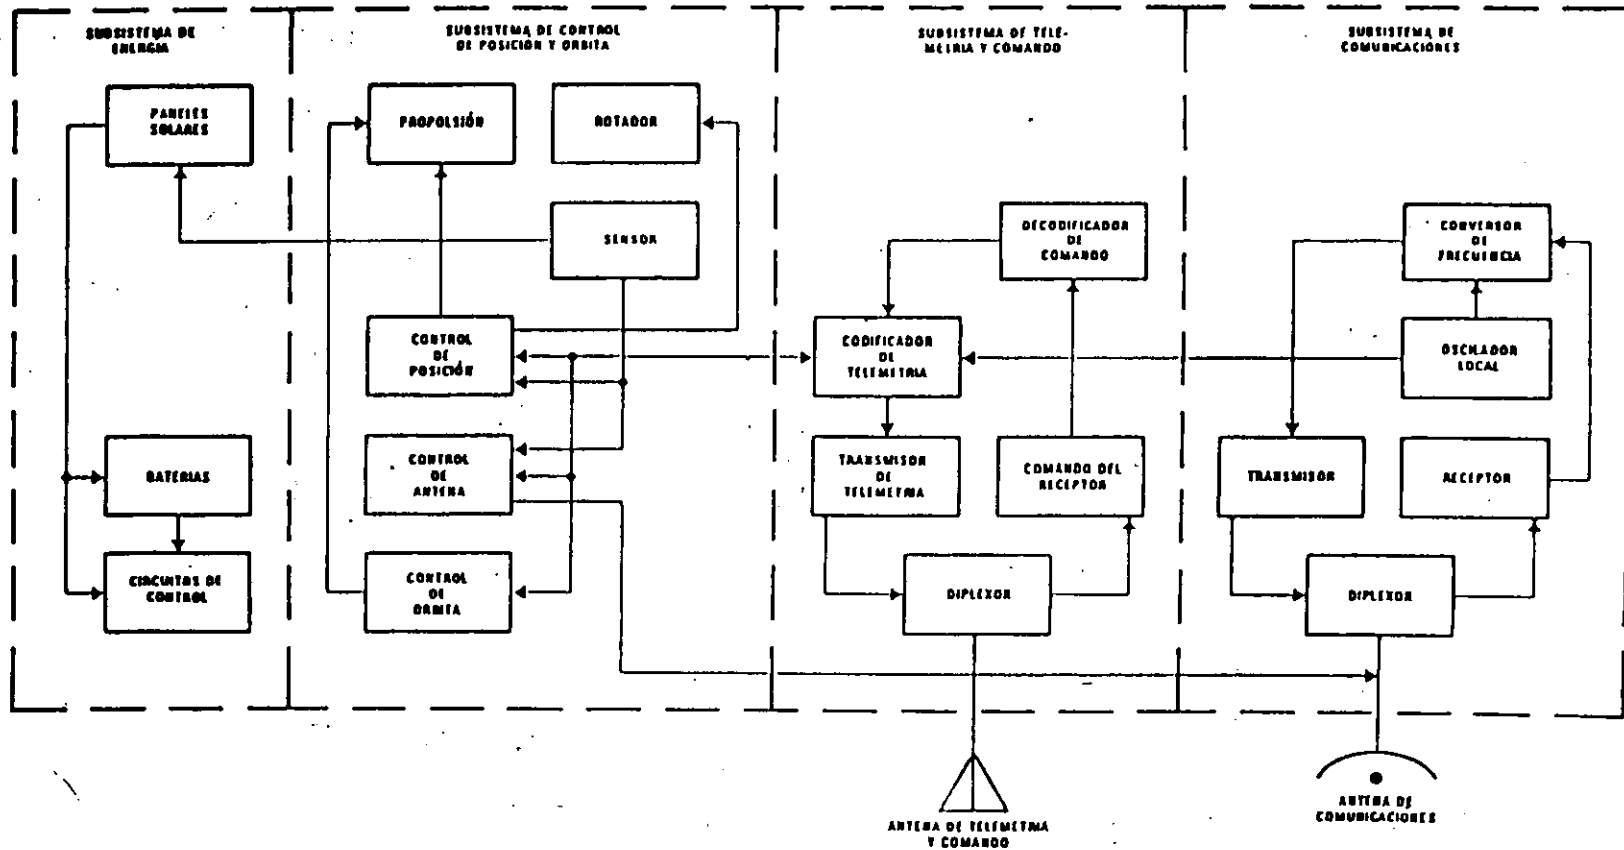 SUBSISTEMA DE
ENERGIA
SUBSISTEMA DE CONTROL
DE POSICIÓN Y ORBITA
SUBSISTEMA DE TELE-
METRIA Y COMANDO
SUBSISTEMA DE
COMUNICACIONES
PANELES
SOLARES
PROPOLSIÓN
ROTADOR
SENSOR
DECODIFICADOR
DE
COMANDO
CONVERSOR
DE
FRECUENCIA
CONTROL
DE
POSICIÓN
CODIFICADOR
DE
TELEMETRIA
OSCILADOR
LOCAL
BATERIAS
CONTROL
DE
ANTENA
TRANSMISOR
DE
TELEMETRIA
COMANDO DEL
RECEPTOR
TRANSMISOR
RECEPTOR
CIRCUITOS DE
CONTROL
CONTROL
DE
ORBITA
DIPLEXOR
DIPLEXOR
ANTENA DE TELEMETRIA
Y COMANDO
ANTENA DE
COMUNICACIONES